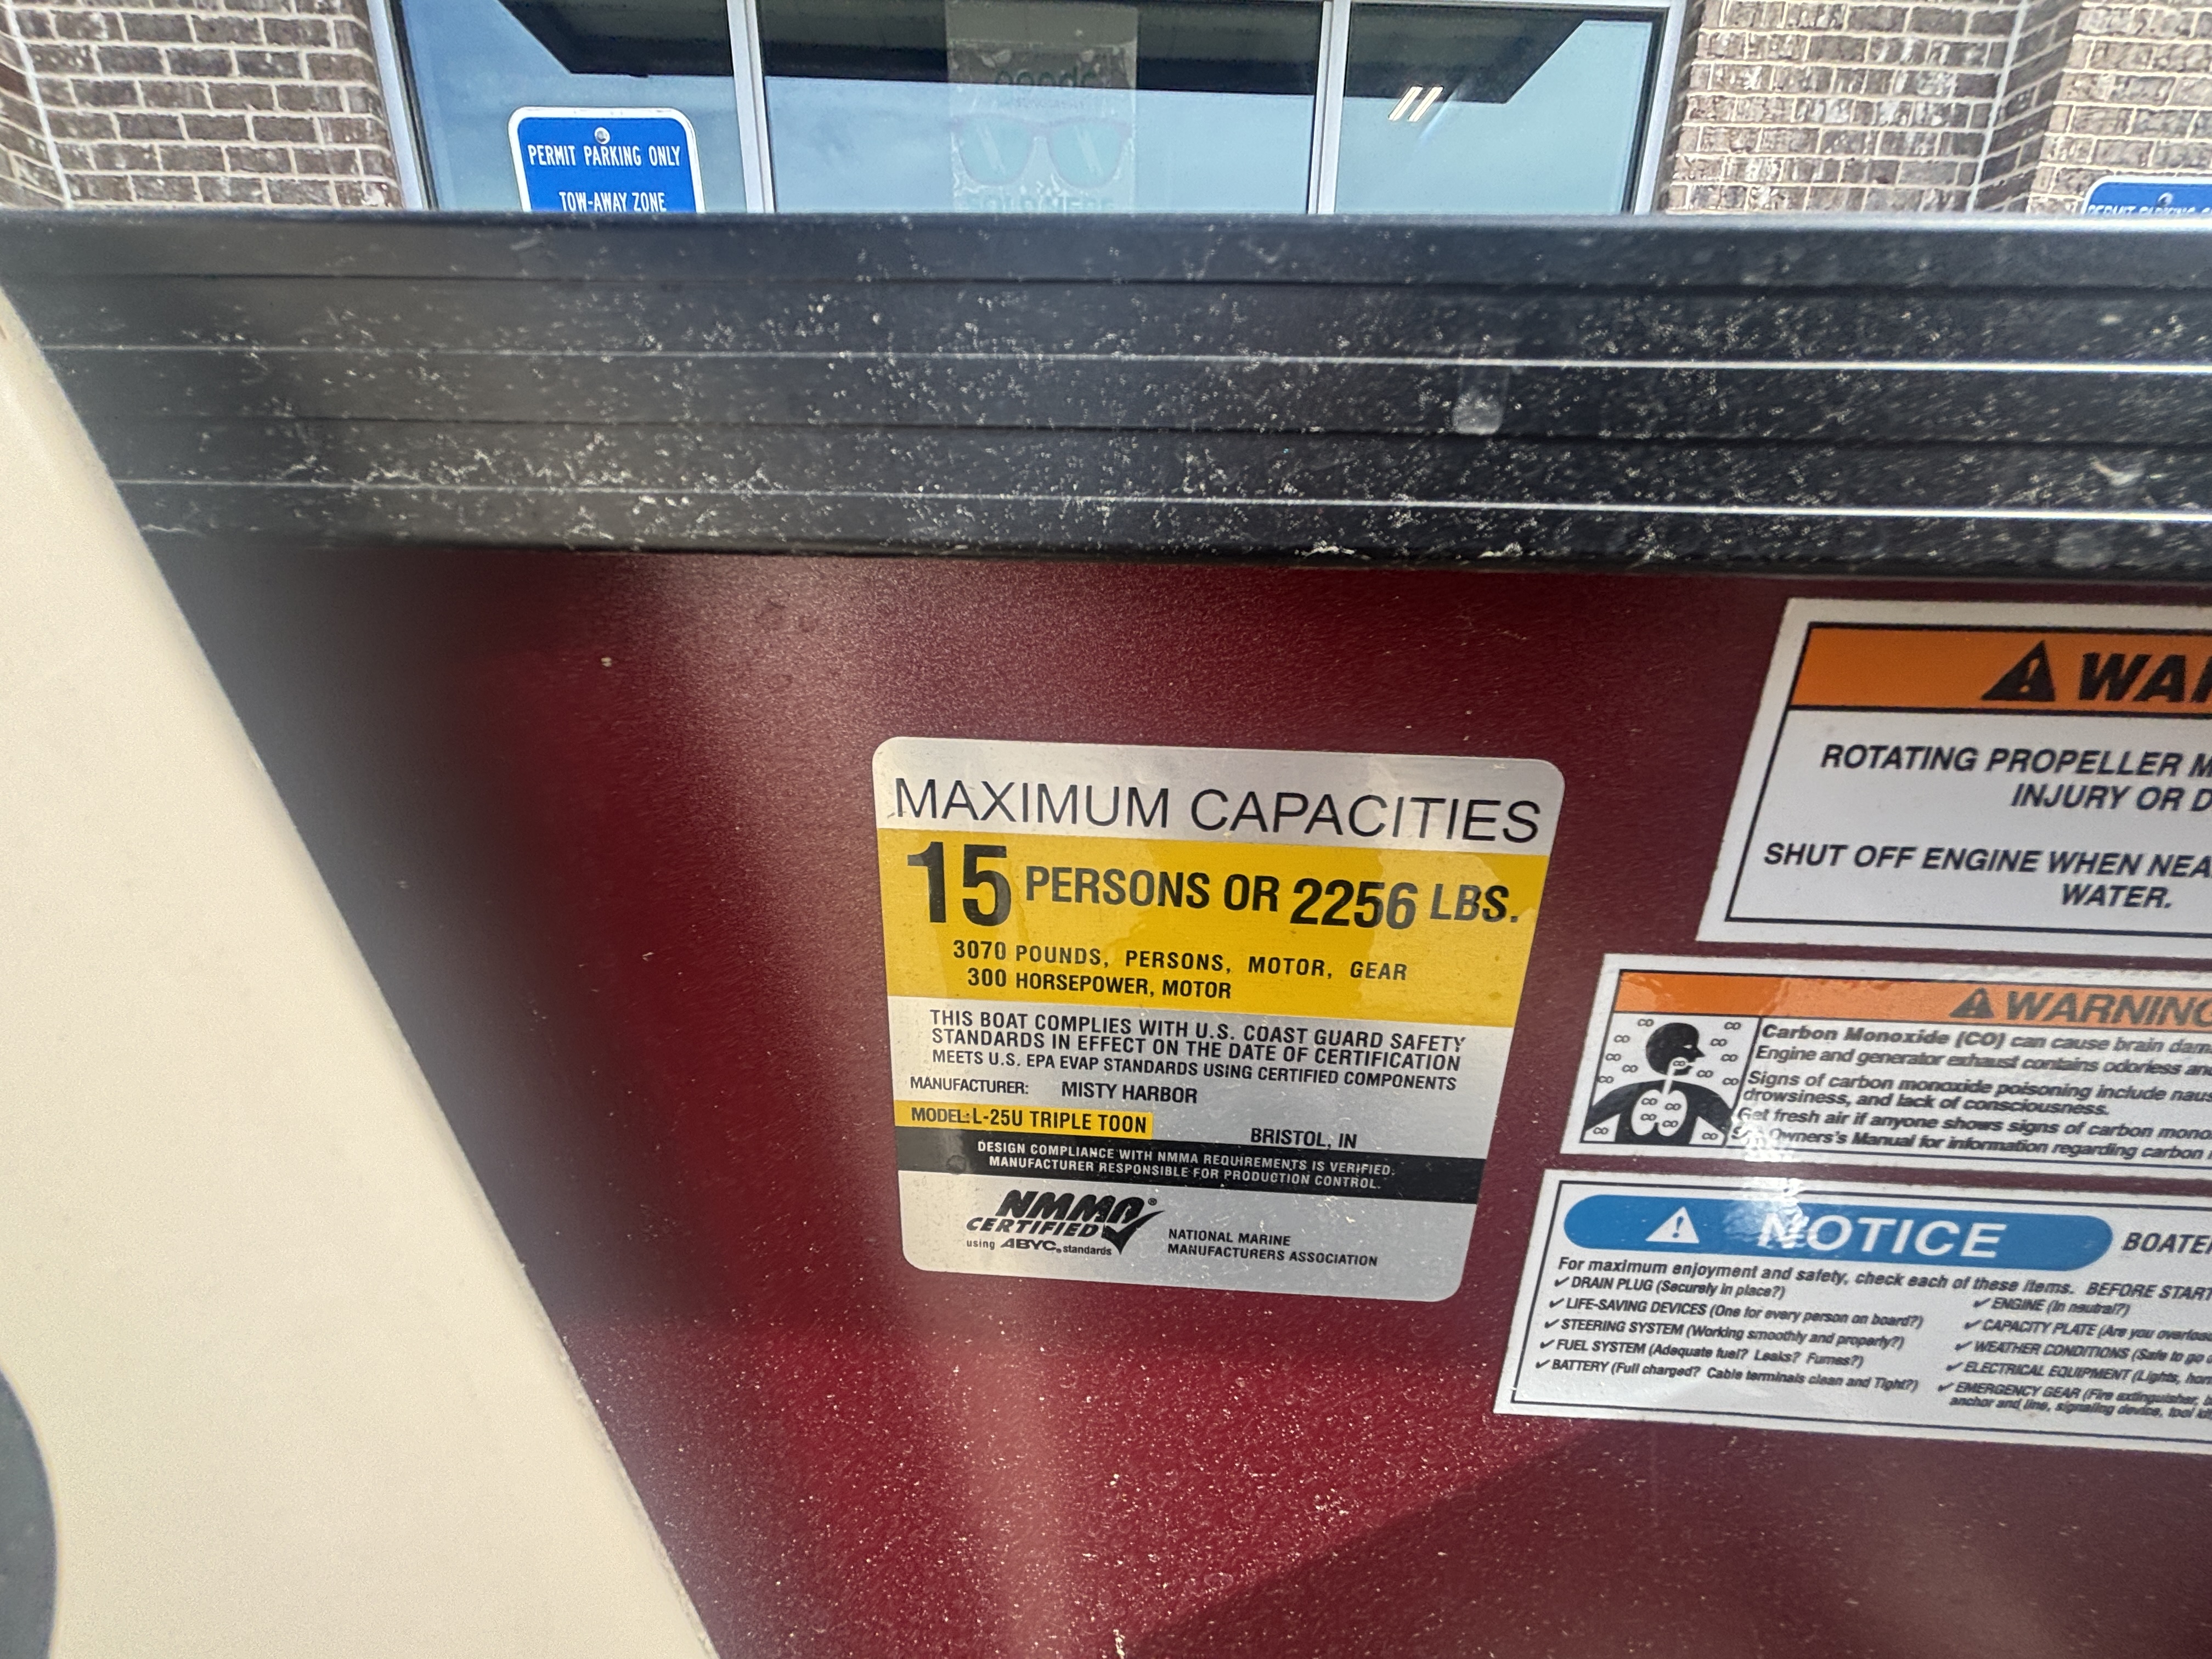 PERMIT PARKING ONLY
TOW-AWAY ZONE
MAXIMUM CAPACITIES
15 PERSONS OR 2256 LBS.
3070 POUNDS, PERSONS, MOTOR, GEAR
300 HORSEPOWER, MOTOR
THIS BOAT COMPLIES WITH U.S. COAST GUARD SAFETY
STANDARDS IN EFFECT ON THE DATE OF CERTIFICATION
MEETS U.S. EPA EVAP STANDARDS USING CERTIFIED COMPONENTS
MANUFACTURER: MISTY HARBOR
MODEL: L-25U TRIPLE TOON
BRISTOL, IN
DESIGN COMPLIANCE WITH NMMA REQUIREMENTS IS VERIFIED.
MANUFACTURER RESPONSIBLE FOR PRODUCTION CONTROL.
NMMA®
CERTIFIED
using ABYC® standards
NATIONAL MARINE
MANUFACTURERS ASSOCIATION
ROTATING PROPELLER
INJURY OR
SHUT OFF ENGINE WHEN
WATER.
WARNING
Carbon Monoxide (CO) can cause brain
Engine and generator exhaust contains odorless
Signs of carbon monoxide poisoning include
drowsiness, and lack of consciousness.
Get fresh air if anyone shows signs of carbon
Owners's Manual for information regarding carbon
NOTICE
For maximum enjoyment and safety, check each of these items. BEFORE
✓ DRAIN PLUG (Securely in place?)
✓ LIFE-SAVING DEVICES (One for every person on board?)
✓ STEERING SYSTEM (Working smoothly and properly?)
✓ FUEL SYSTEM (Adequate fuel? Leaks? Fumes?)
✓ BATTERY (Full charged? Cable terminals clean and Tight?)
✓ ENGINE (In neutral?)
✓ CAPACITY PLATE (Are you
✓ WEATHER CONDITIONS (Safe to go
✓ ELECTRICAL EQUIPMENT (Lights,
✓ EMERGENCY GEAR (Fire extinguisher,
anchor and line, signaling device, tool